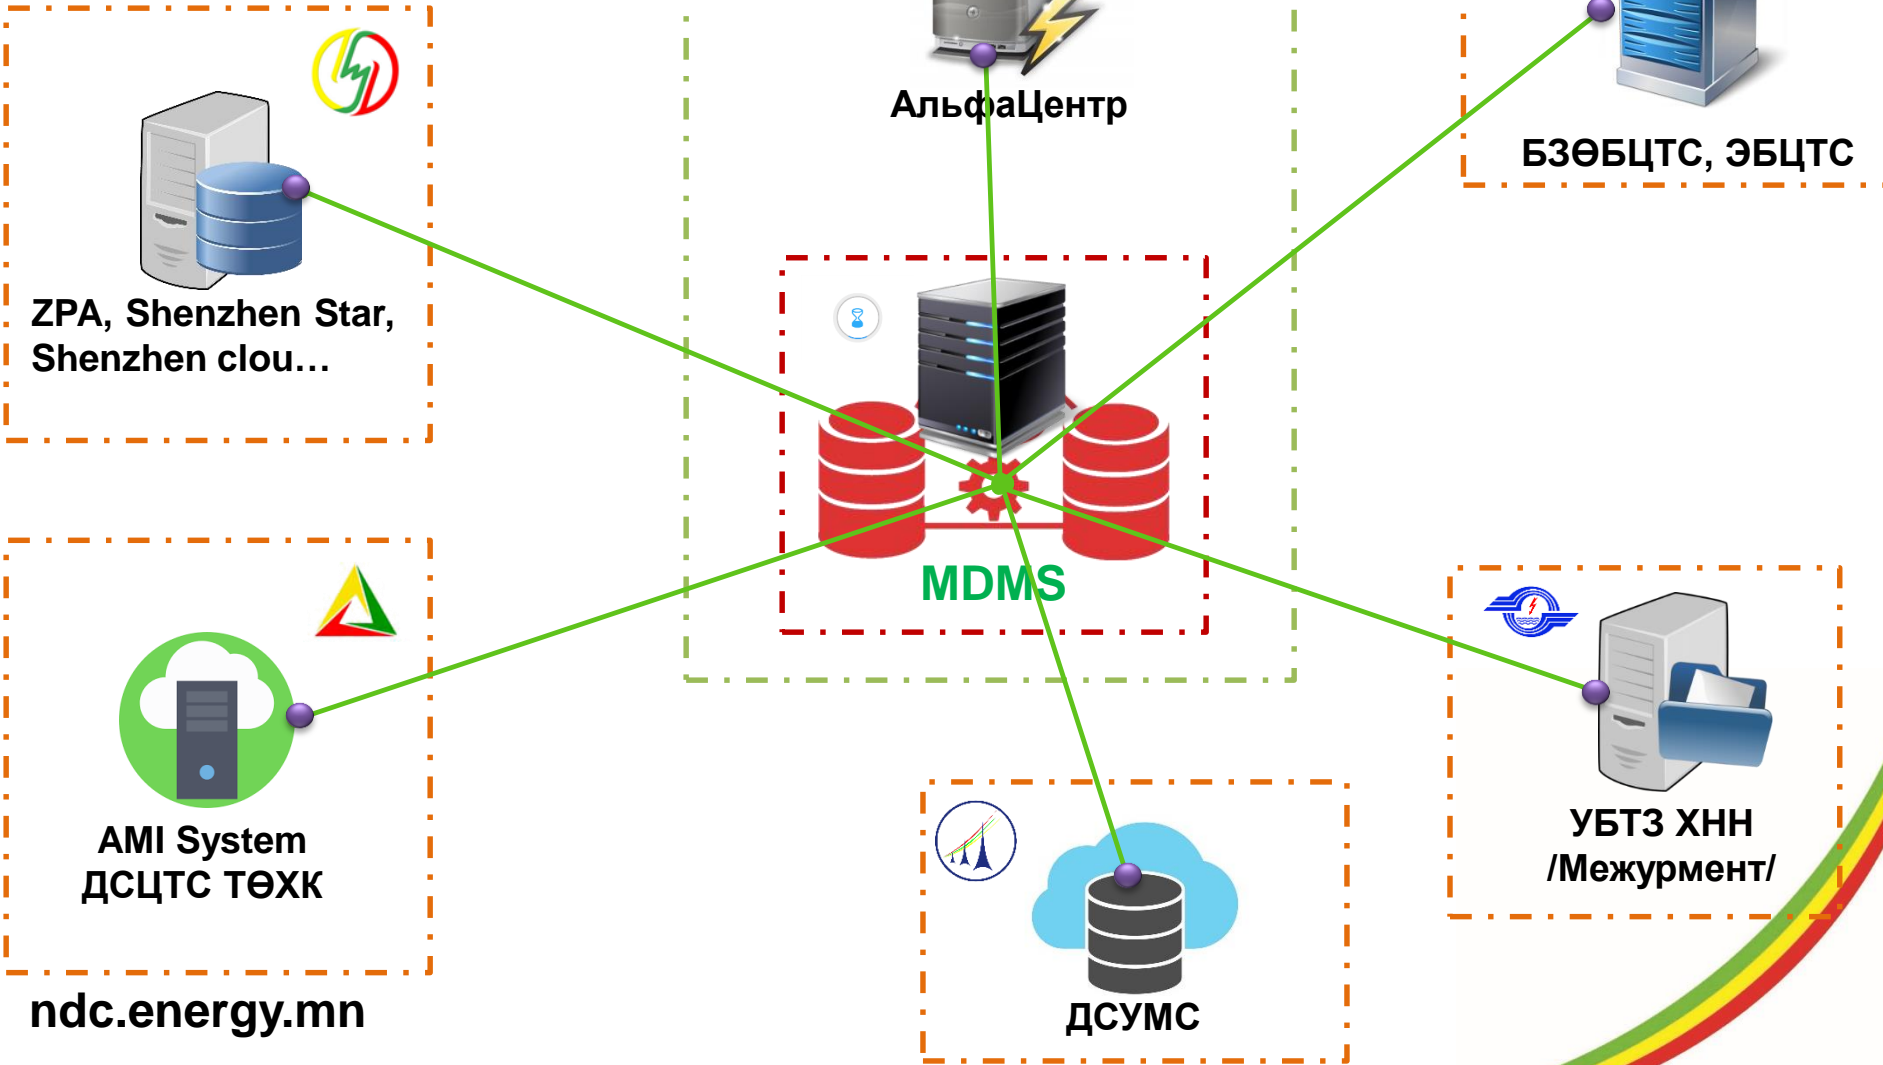 АльфаЦентр
БЗӨБЦТС, ЭБЦТС
ZPA, Shenzhen Star,
Shenzhen clou…
MDMS
AMI System
ДСЦТС ТӨХК
УБТЗ ХНН
/Межурмент/
ДСУМС
ndc.energy.mn